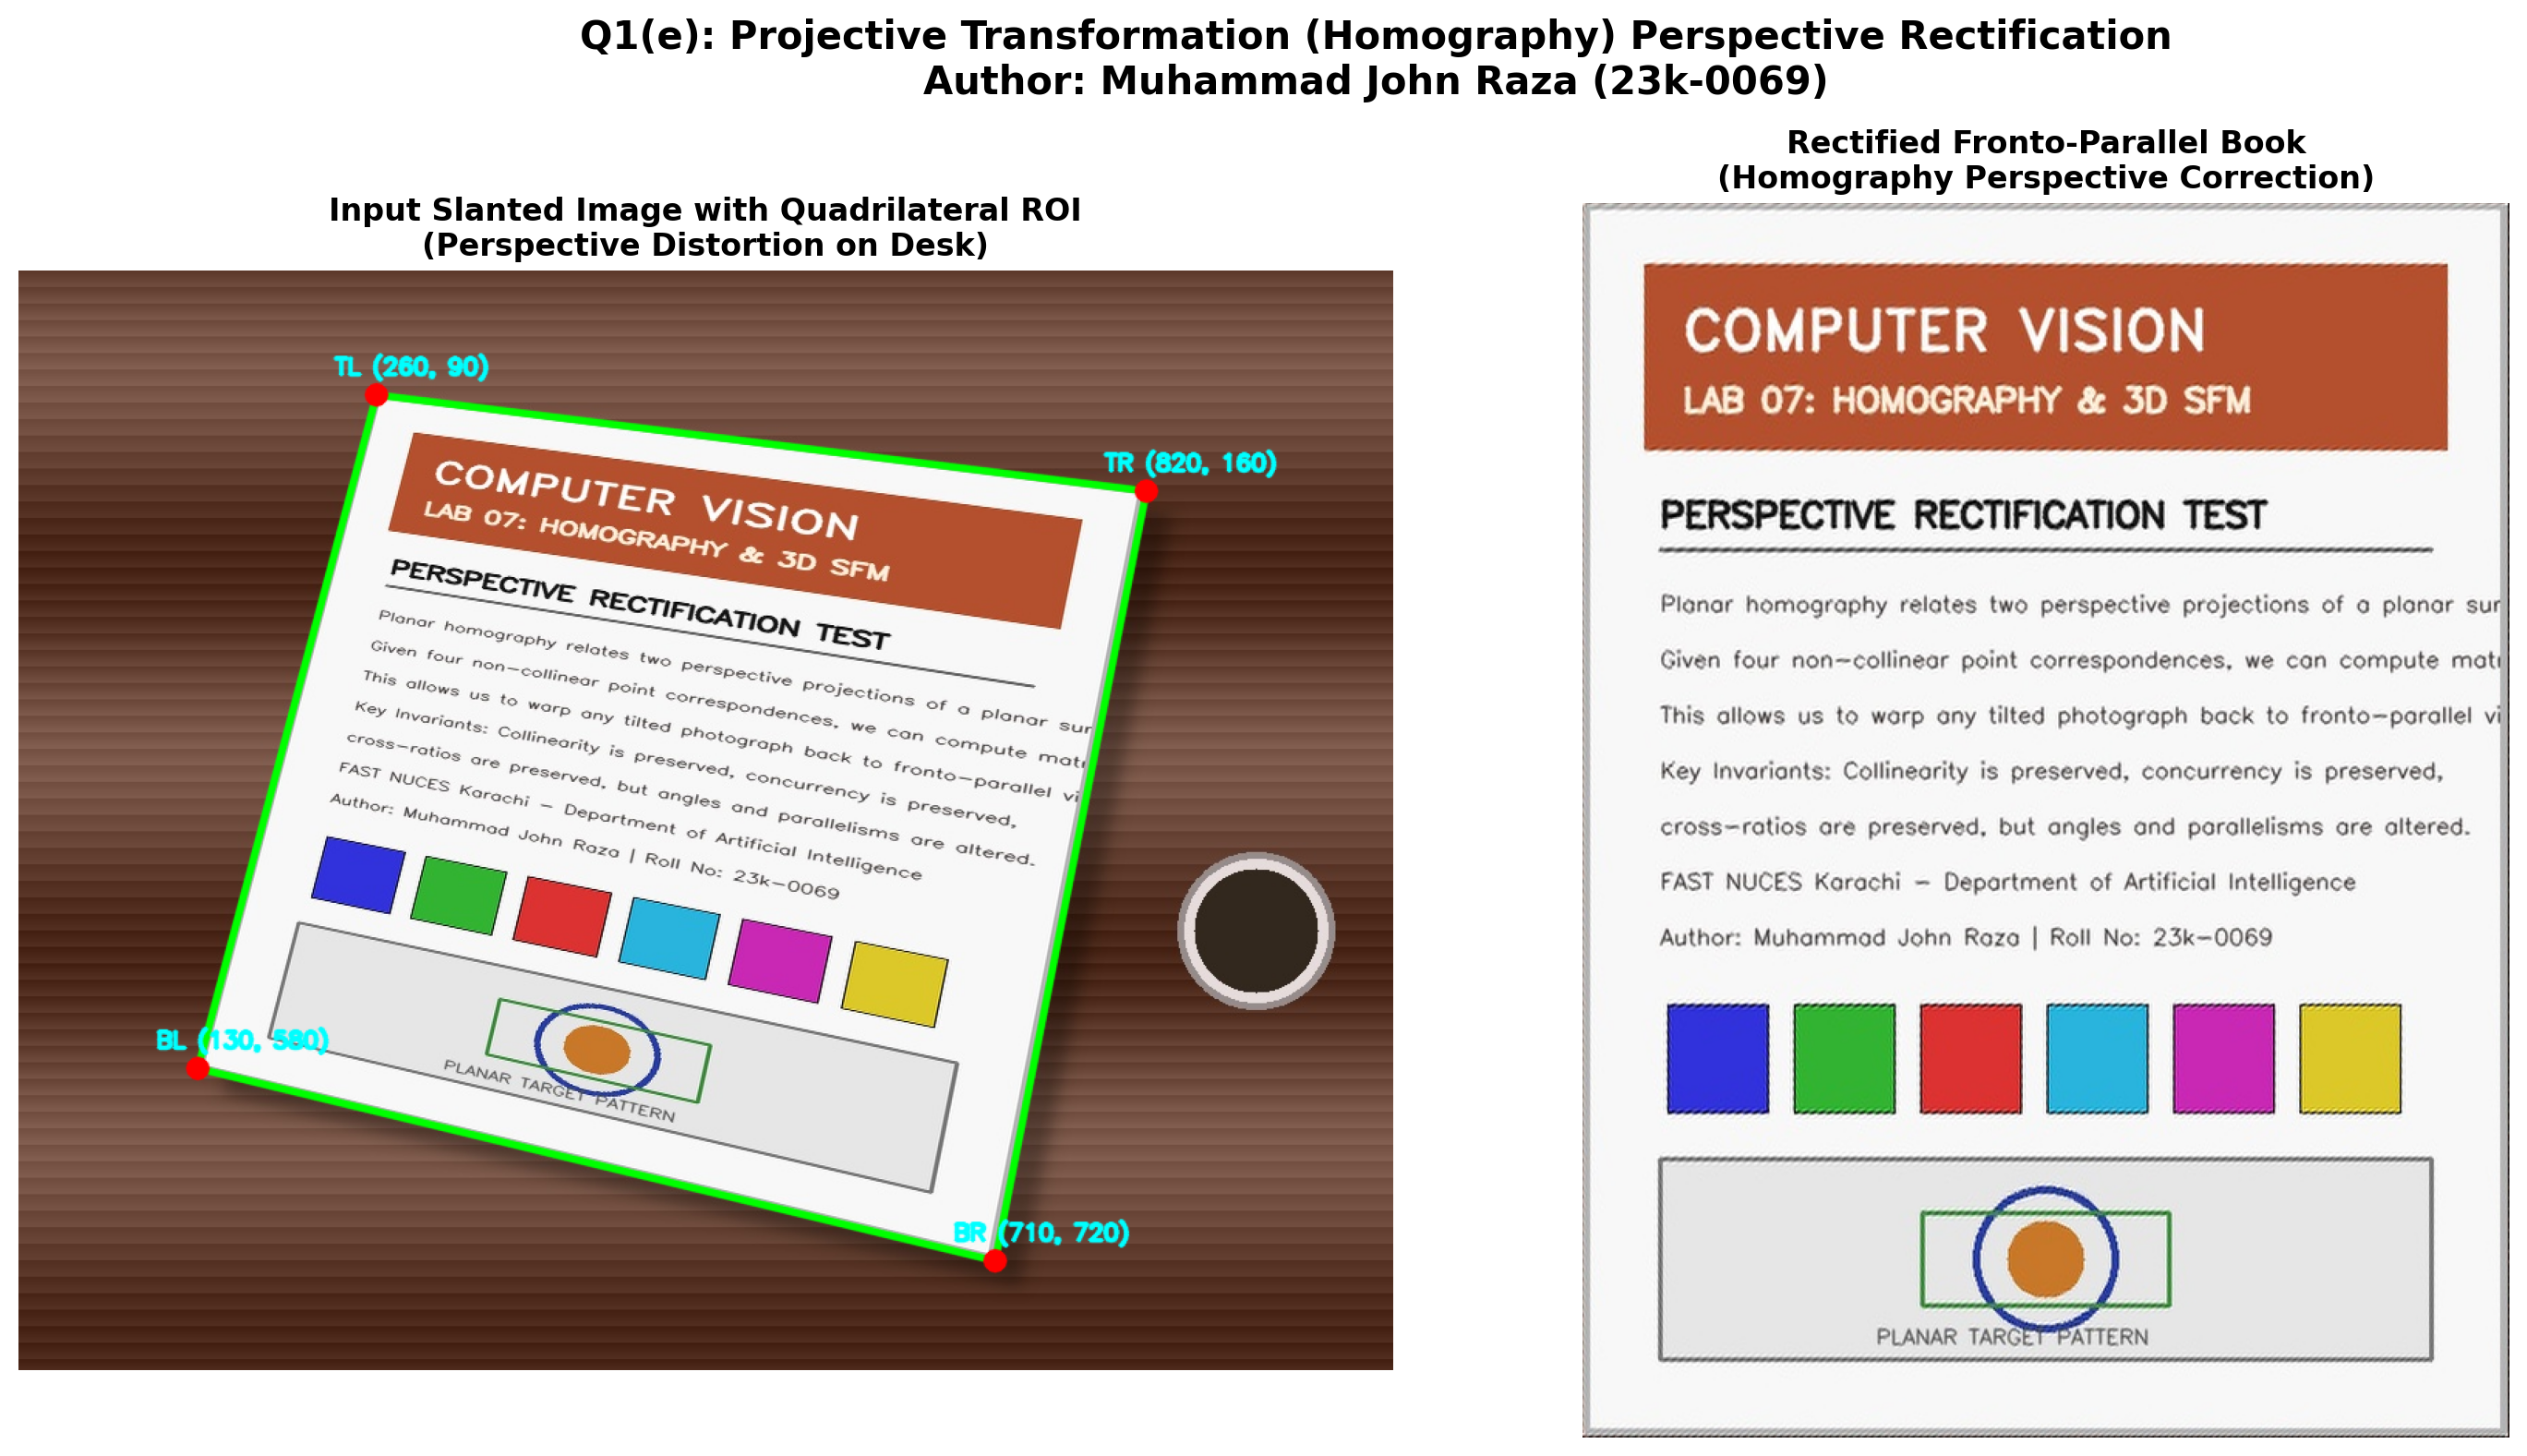 Q1(e): Projective Transformation (Homography) Perspective Rectification
Author: Muhammad John Raza (23k-0069)
Input Slanted Image with Quadrilateral ROI
(Perspective Distortion on Desk)
TL (260, 90)
TR (820, 160)
COMPUTER VISION
LAB 07: HOMOGRAPHY & 3D SFM
PERSPECTIVE RECTIFICATION TEST
Planar homography relates two perspective projections of a planar sur
Given four non-collinear point correspondences, we can compute matr
This allows us to warp any tilted photograph back to fronto-parallel vi
Key Invariants: Collinearity is preserved, concurrency is preserved,
cross-ratios are preserved, but angles and parallelisms are altered.
FAST NUCES Karachi - Department of Artificial Intelligence
Author: Muhammad John Raza | Roll No: 23k-0069
BL (130, 580)
PLANAR TARGET PATTERN
BR (710, 720)
Rectified Fronto-Parallel Book
(Homography Perspective Correction)
COMPUTER VISION
LAB 07: HOMOGRAPHY & 3D SFM
PERSPECTIVE RECTIFICATION TEST
Planar homography relates two perspective projections of a planar sur
Given four non-collinear point correspondences, we can compute matr
This allows us to warp any tilted photograph back to fronto-parallel vi
Key Invariants: Collinearity is preserved, concurrency is preserved,
cross-ratios are preserved, but angles and parallelisms are altered.
FAST NUCES Karachi - Department of Artificial Intelligence
Author: Muhammad John Raza | Roll No: 23k-0069
PLANAR TARGET PATTERN